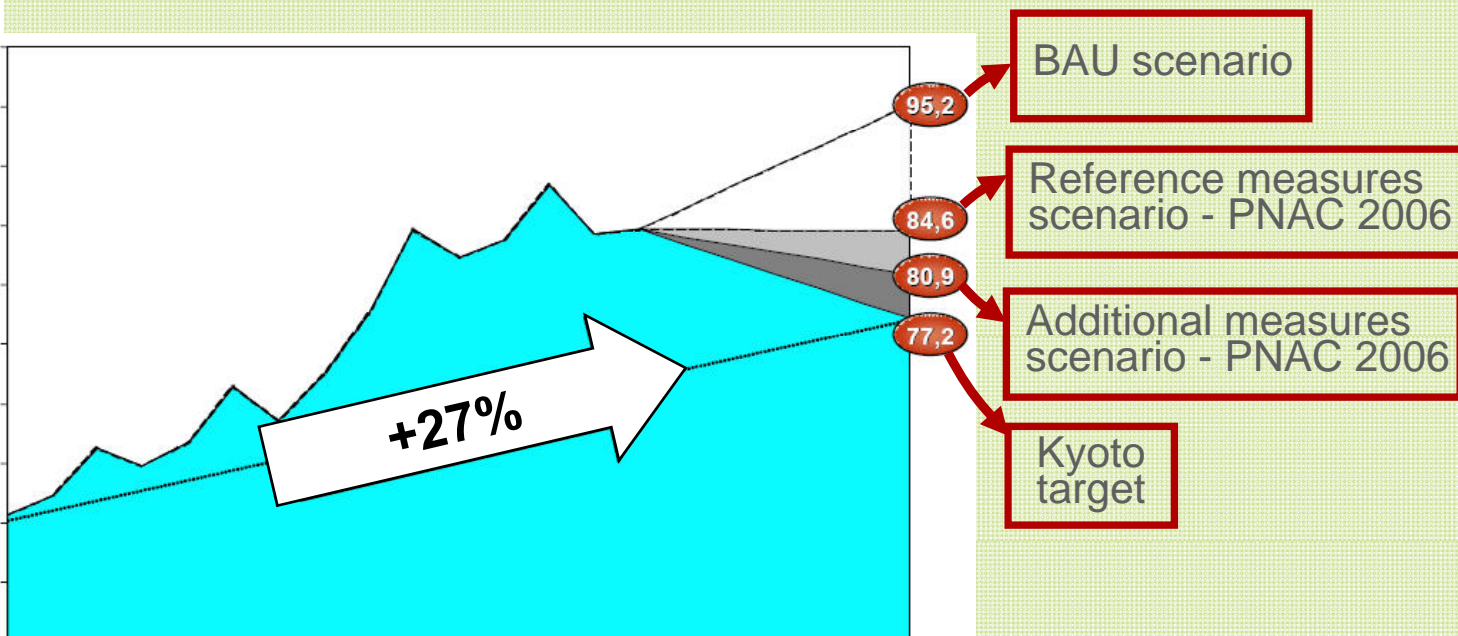 BAU scenario
95,2
Reference measures
scenario - PNAC 2006
84,6
80,9
Additional measures
scenario - PNAC 2006
77,2
+27%
Kyoto
target